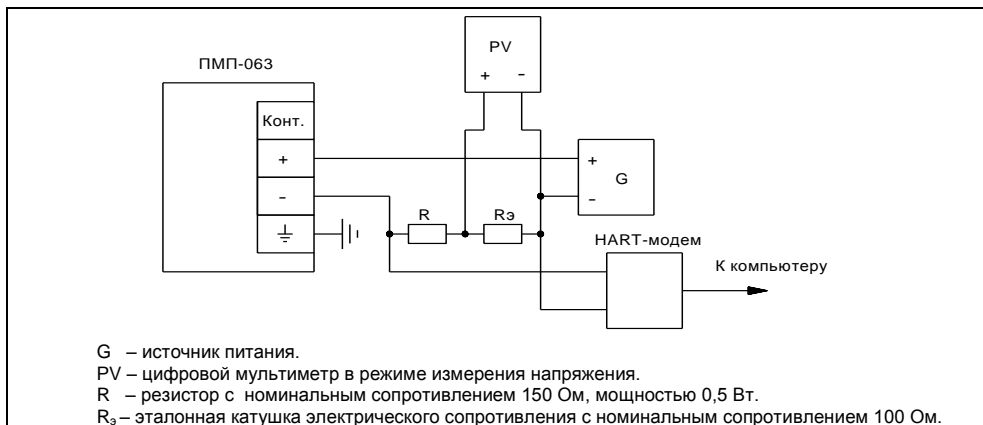 PV
+ -
ПМП-063
Конт.
+
-
+
G
-
R
Rэ
HART-модем
К компьютеру
G – источник питания.
PV – цифровой мультиметр в режиме измерения напряжения.
R – резистор с номинальным сопротивлением 150 Ом, мощностью 0,5 Вт.
Rэ – эталонная катушка электрического сопротивления с номинальным сопротивлением 100 Ом.